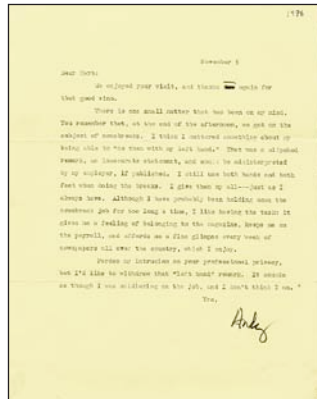 1976
November 5
Dear Burt:
We enjoyed your visit, and thanks again for
that good wine.
There is one small matter that has been on my mind.
You remember that, at the end of the afternoon, we got on the
subject of newsbreaks. I think I muttered something about my
being able to "do them with my left hand." That was a slipshod
remark, an inaccurate statement, and could be misinterpreted
by my employer, if published. I still use both hands and both
feet when doing the breaks. I give them my all---just as I
always have. Although I have probably been holding down the
newsbreak job for too long a time, I like having the task: it
gives me a feeling of belonging to the magazine, keeps me on
the payroll, and affords me a fine glimpse every week of
newspapers all over the country, which I enjoy.
Pardon my intrusion on your professional privacy,
but I'd like to withdraw that "left hand" remark. It sounds
as though I was soldiering on the job, and I don't think I am.
Yrs,
Andy